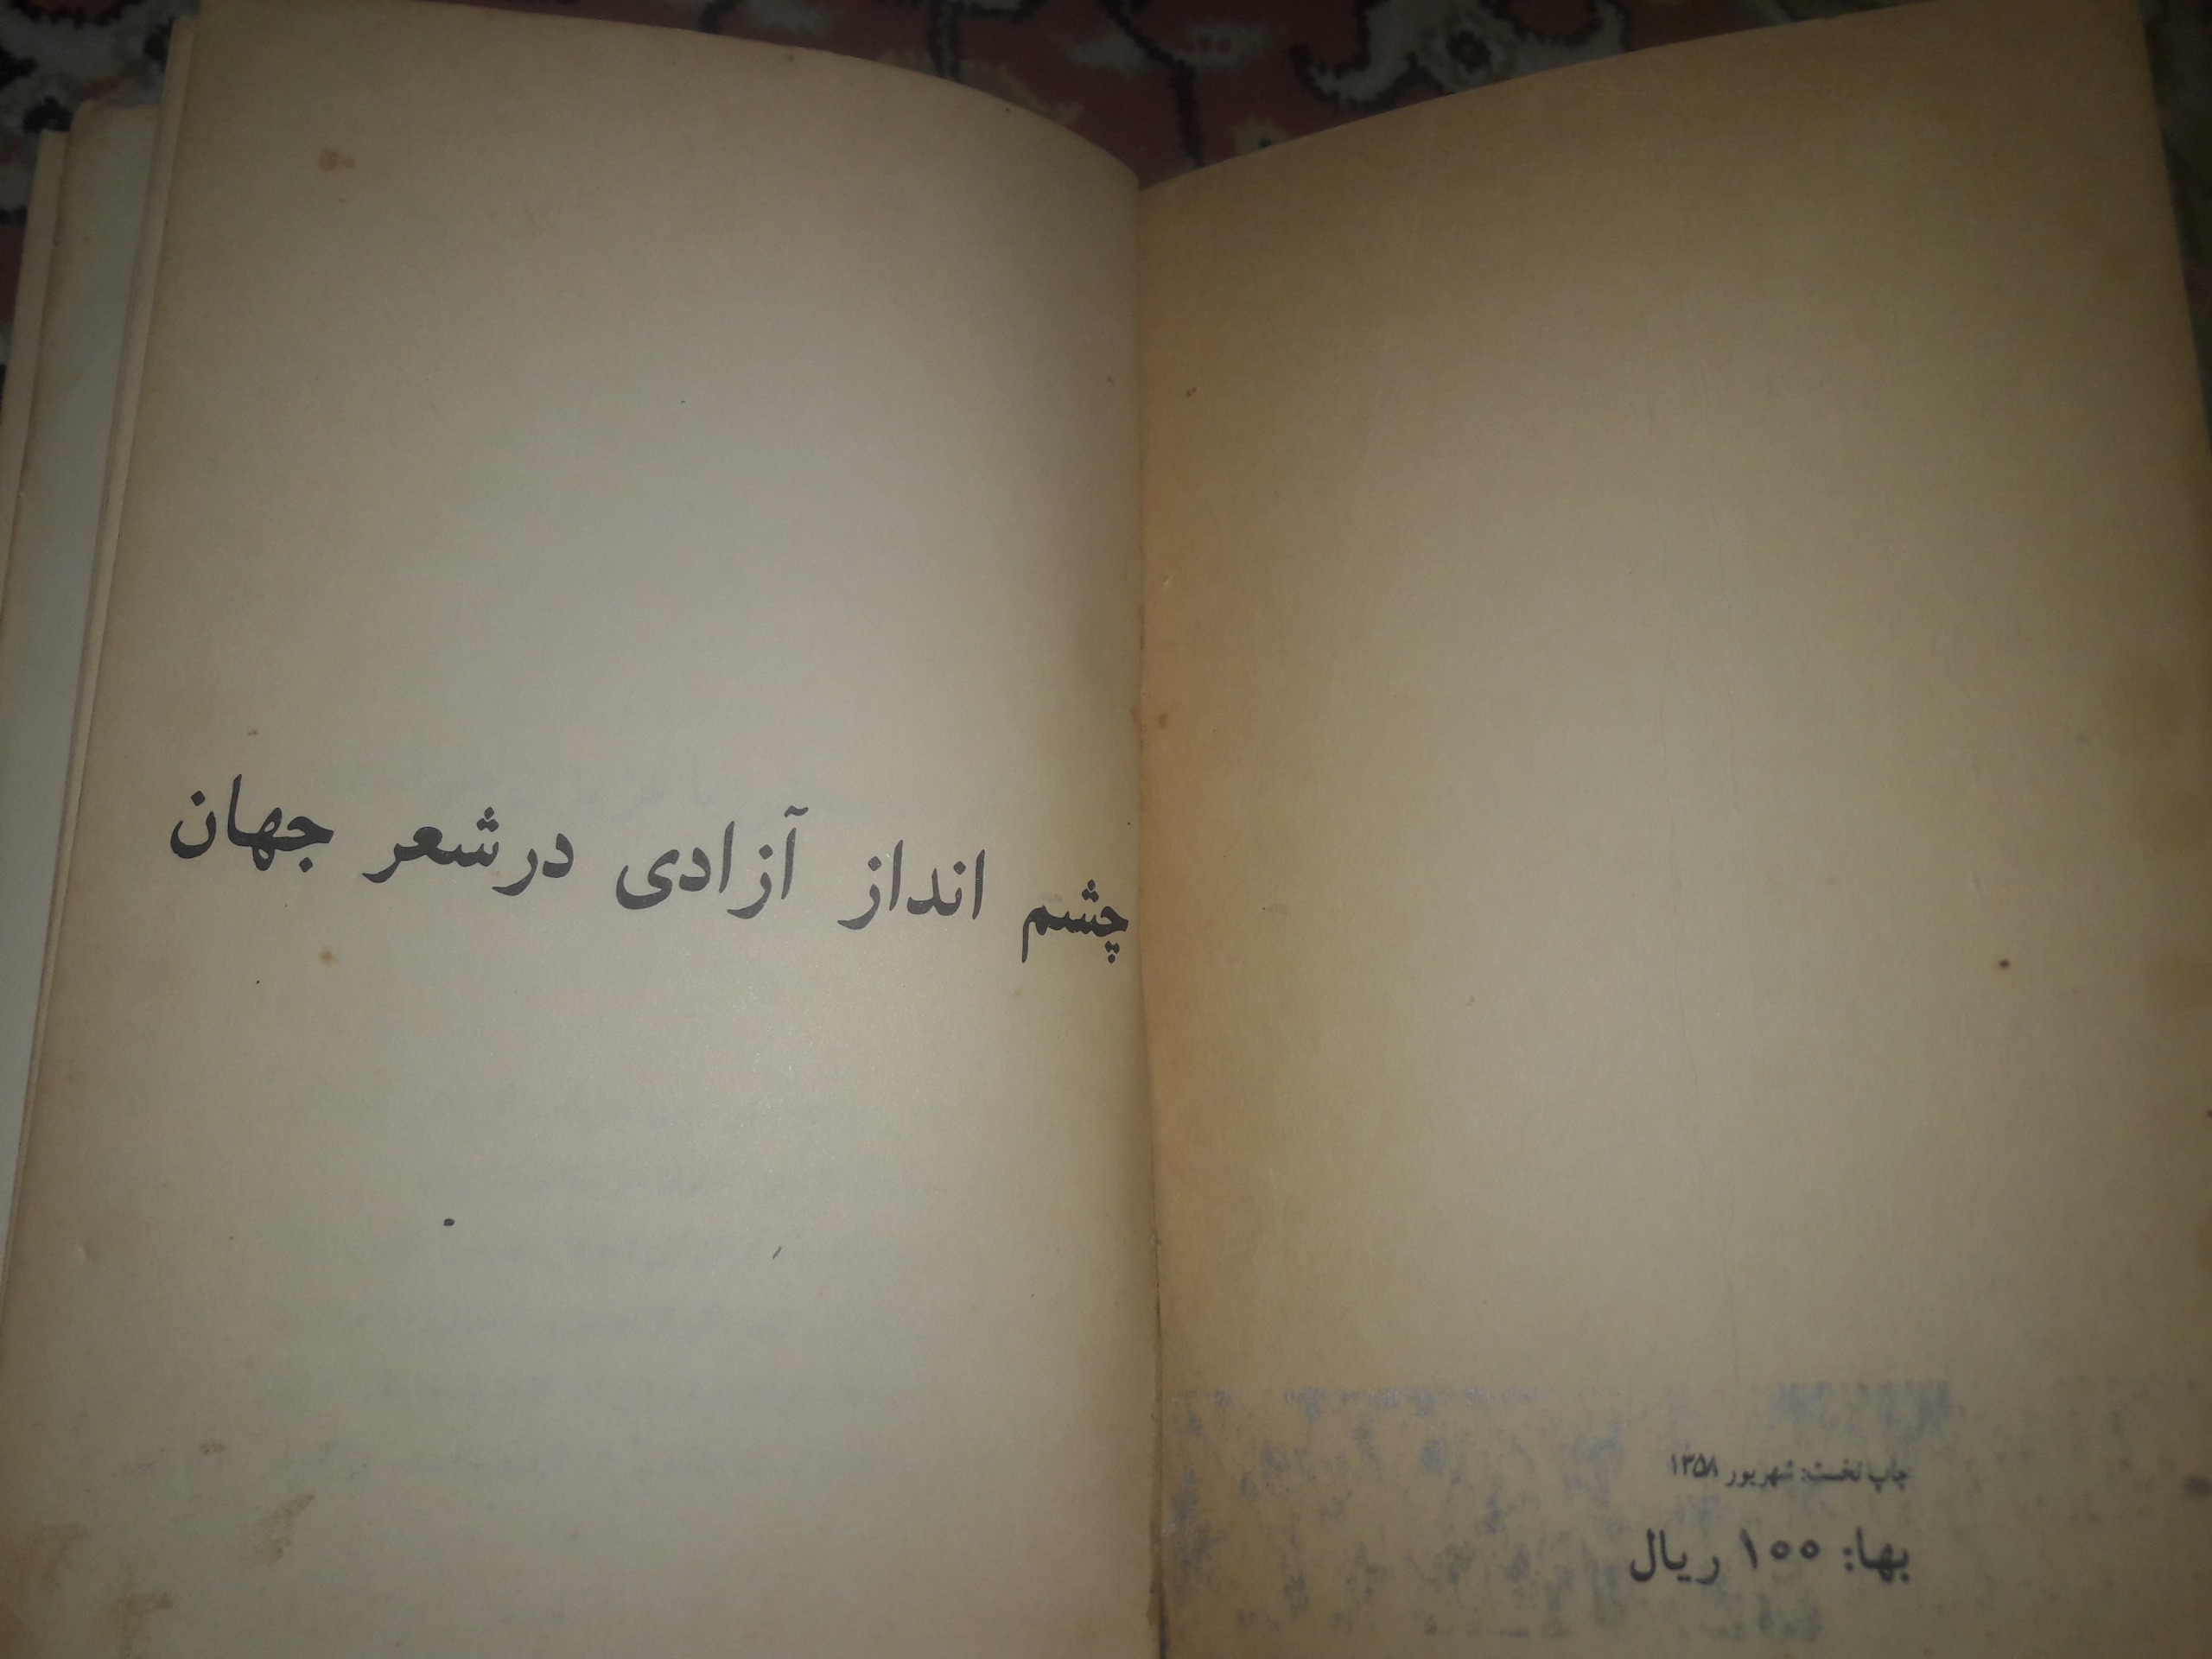 چاپ نخست: شهریور ۱۳۵۸
بها: ۱۰۰ ریال
چشم انداز آزادی درشعر جهان